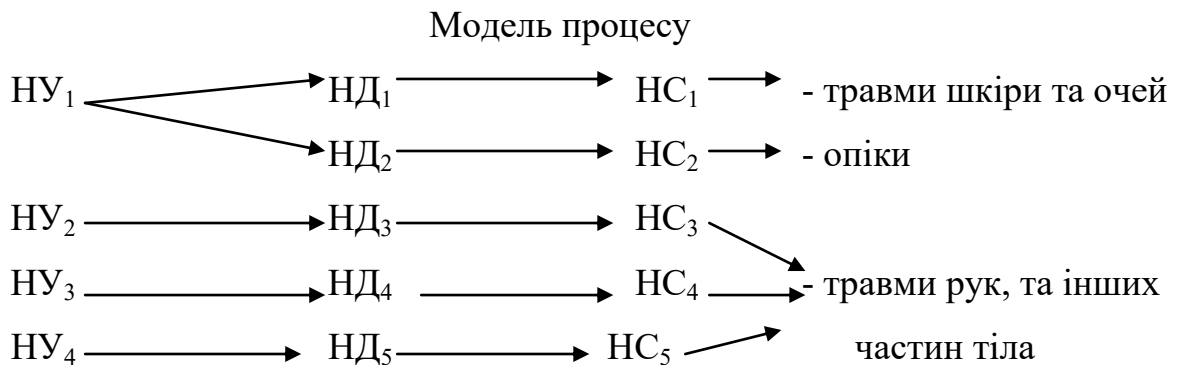 Модель процесу
НУ₁ НД₁ НС₁ - травми шкіри та очей
НД₂ НС₂ - опіки
НУ₂ НД₃ НС₃
НУ₃ НД₄ НС₄ - травми рук, та інших
НУ₄ НД₅ НС₅ частин тіла